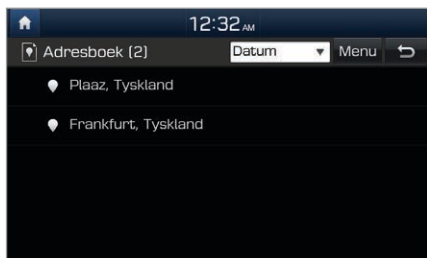 12:32 AM
Adresboek (2) Datum Menu
Plaaz, Tyskland
Frankfurt, Tyskland